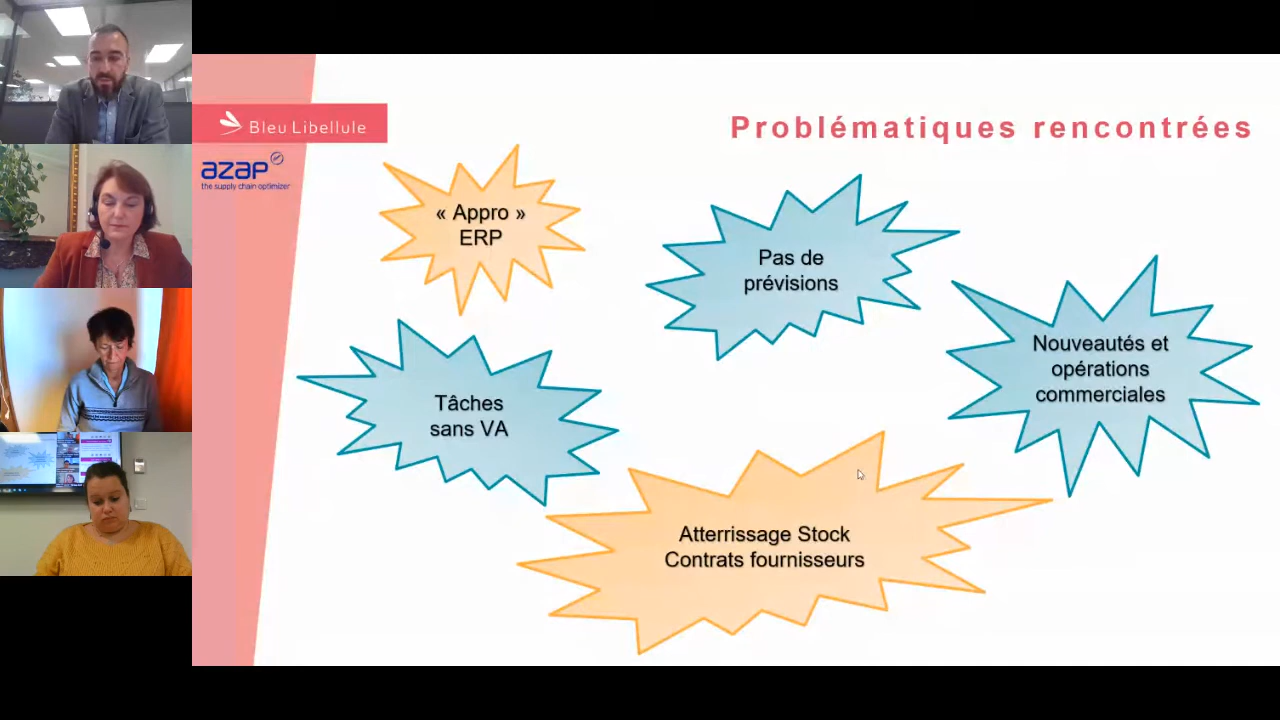 Bleu Libellule
azap
the supply chain optimizer
Problématiques rencontrées
« Appro »
ERP
Pas de
prévisions
Nouveautés et
opérations
commerciales
Tâches
sans VA
Atterrissage Stock
Contrats fournisseurs